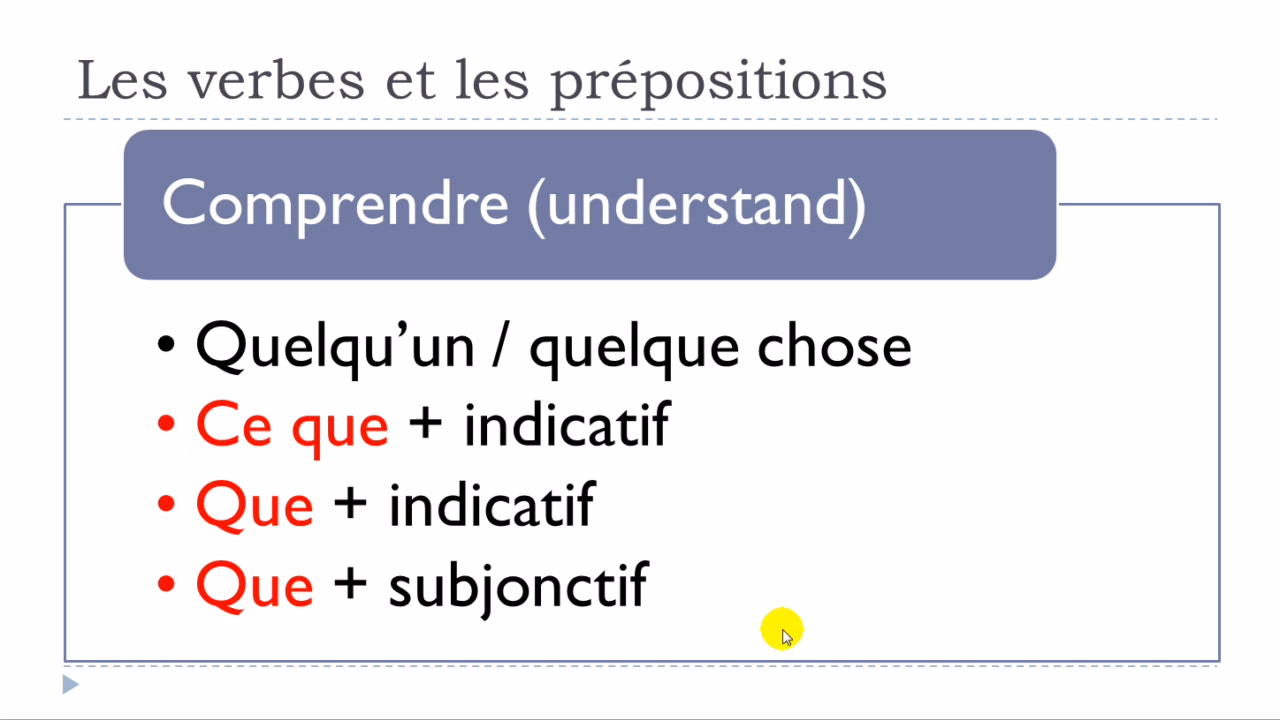 Les verbes et les prépositions
Comprendre (understand)
• Quelqu’un / quelque chose
• Ce que + indicatif
• Que + indicatif
• Que + subjonctif